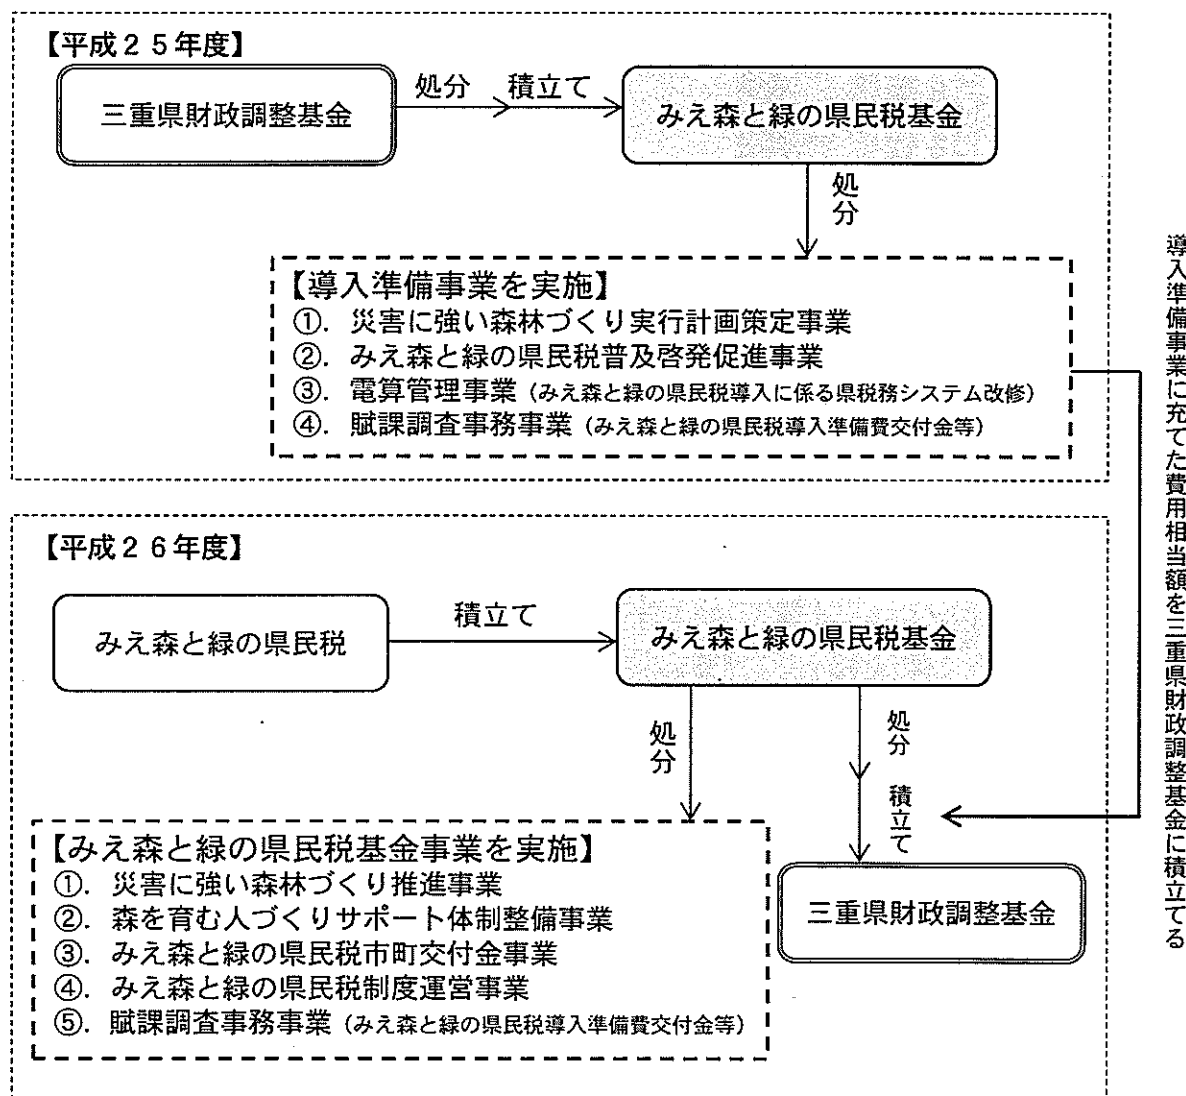 【平成２５年度】
三重県財政調整基金
処分
積立て
みえ森と緑の県民税基金
処分
【導入準備事業を実施】
①．災害に強い森林づくり実行計画策定事業
②．みえ森と緑の県民税普及啓発促進事業
③．電算管理事業（みえ森と緑の県民税導入に係る県税務システム改修）
④．賦課調査事務事業（みえ森と緑の県民税導入準備費交付金等）
導入準備事業に充てた費用相当額を三重県財政調整基金に積立てる
【平成２６年度】
みえ森と緑の県民税
積立て
みえ森と緑の県民税基金
処分
処分
積立て
【みえ森と緑の県民税基金事業を実施】
①．災害に強い森林づくり推進事業
②．森を育む人づくりサポート体制整備事業
③．みえ森と緑の県民税市町交付金事業
④．みえ森と緑の県民税制度運営事業
⑤．賦課調査事務事業（みえ森と緑の県民税導入準備費交付金等）
三重県財政調整基金